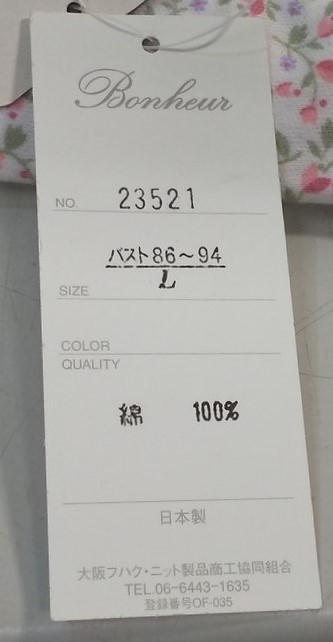 Bonheur
NO. 23521
バスト86～94
SIZE L
COLOR
QUALITY
綿 100%
日本製
大阪フハク・ニット製品商工協同組合
TEL.06-6443-1635
登録番号OF-035